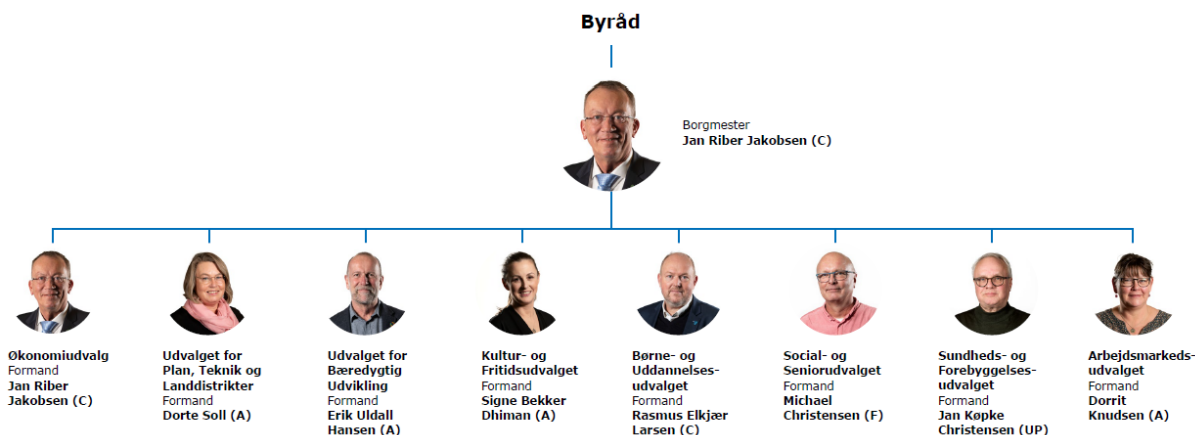 Byråd
Borgmester
Jan Riber Jakobsen (C)
Økonomiudvalg
Formand
Jan Riber
Jakobsen (C)
Udvalget for
Plan, Teknik og
Landdistrikter
Formand
Dorte Soll (A)
Udvalget for
Bæredygtig
Udvikling
Formand
Erik Uldall
Hansen (A)
Kultur- og
Fritidsudvalget
Formand
Signe Bekker
Dhiman (A)
Børne- og
Uddannelses-
udvalget
Formand
Rasmus Elkjær
Larsen (C)
Social- og
Seniorudvalget
Formand
Michael
Christensen (F)
Sundheds- og
Forebyggelses-
udvalget
Formand
Jan Køpke
Christensen (UP)
Arbejdsmarkeds-
udvalget
Formand
Dorrit
Knudsen (A)